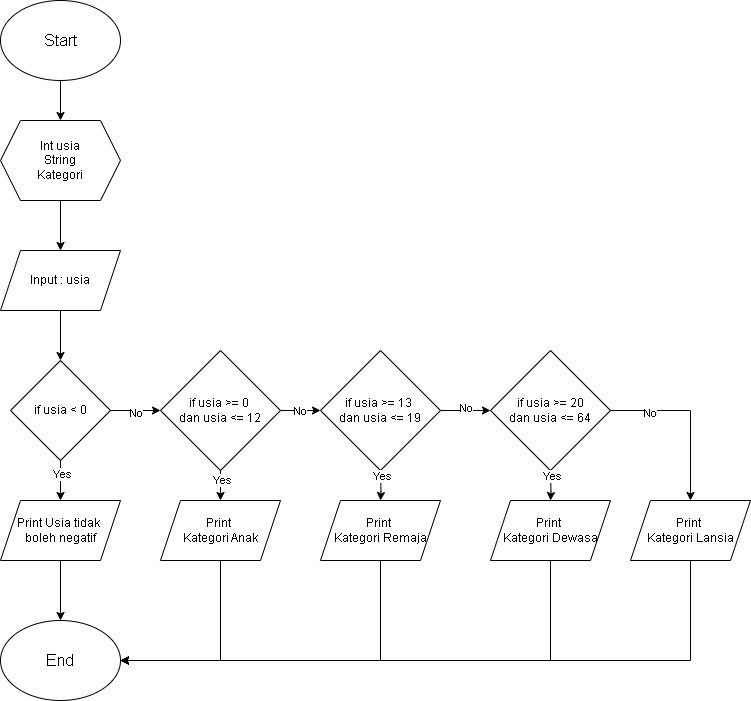 Start
Int usia
String
Kategori
Input : usia
if usia < 0
No
if usia >= 0
dan usia <= 12
No
if usia >= 13
dan usia <= 19
No
if usia >= 20
dan usia <= 64
No
Yes
Yes
Yes
Yes
Print Usia tidak
boleh negatif
Print
Kategori Anak
Print
Kategori Remaja
Print
Kategori Dewasa
Print
Kategori Lansia
End